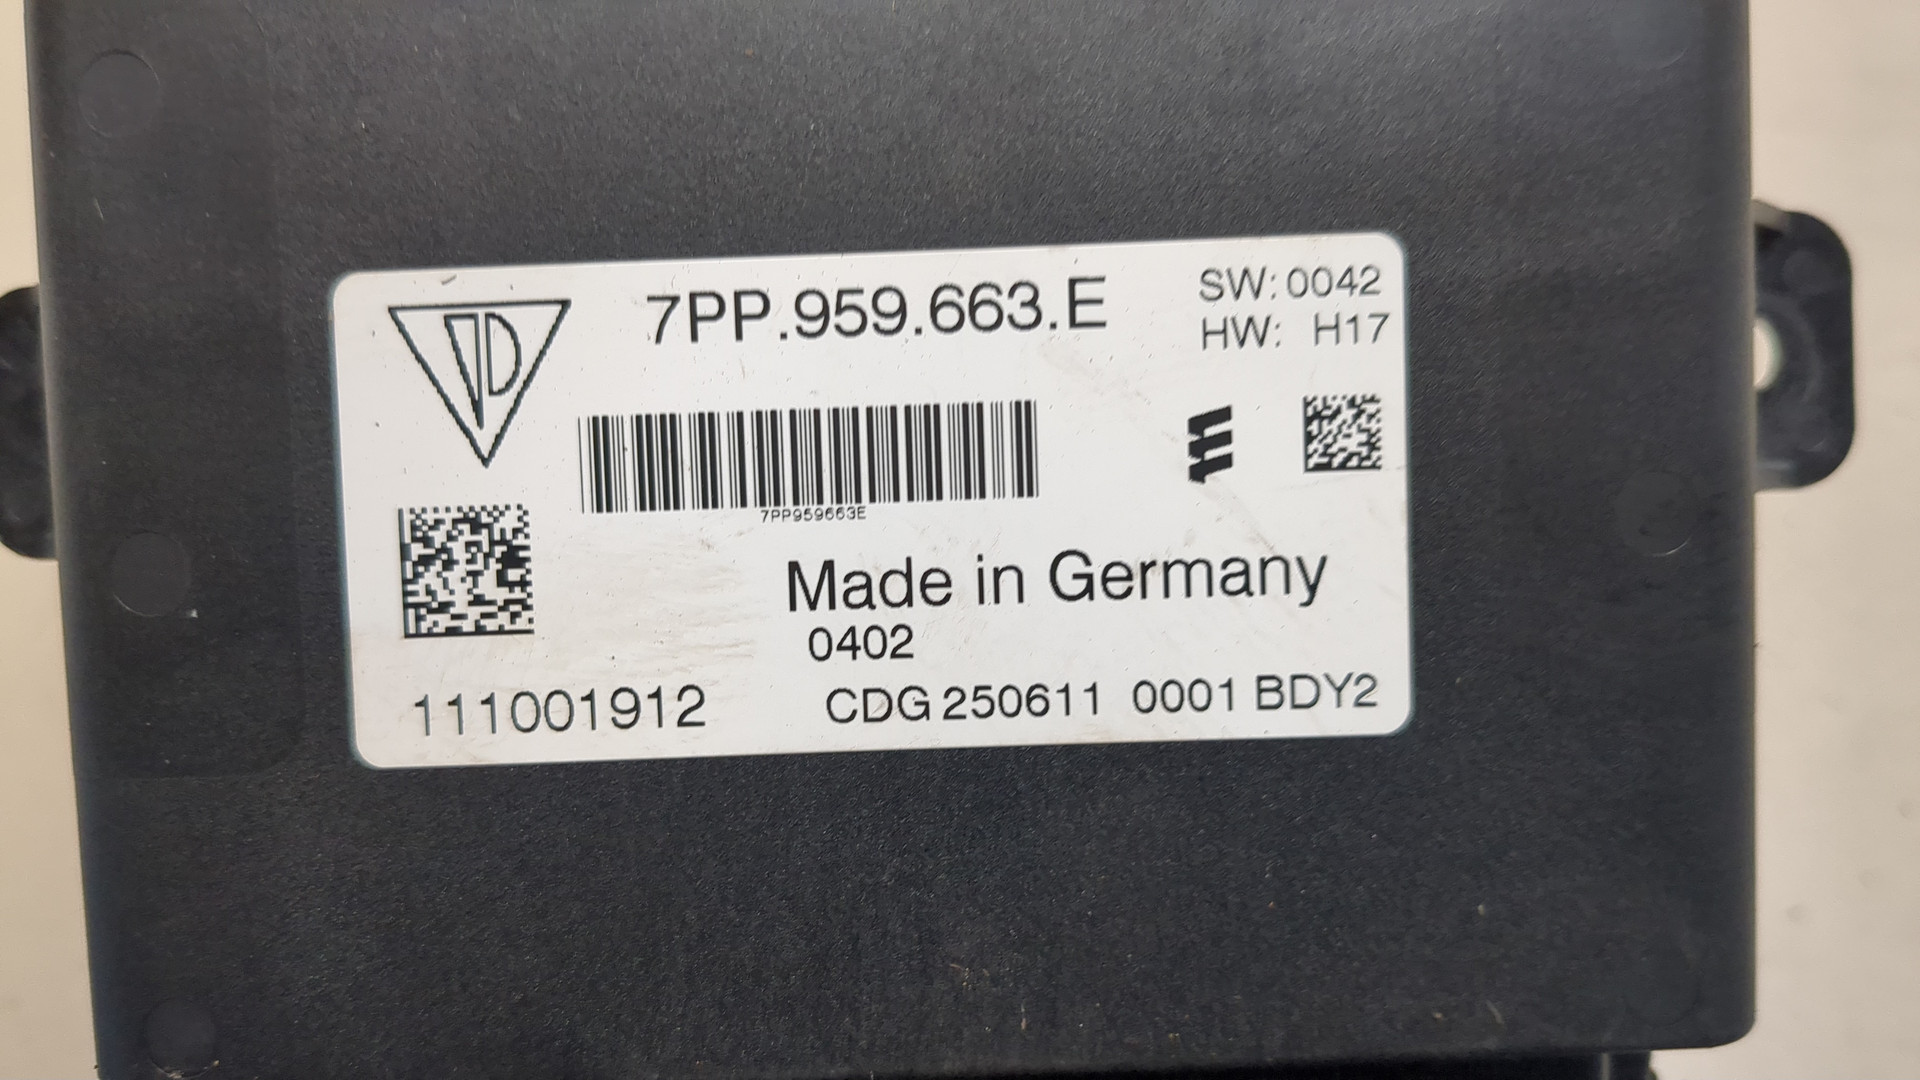 7PP.959.663.E
SW: 0042
HW: H17
7PP959663E
Made in Germany
0402
111001912 CDG 250611 0001 BDY2